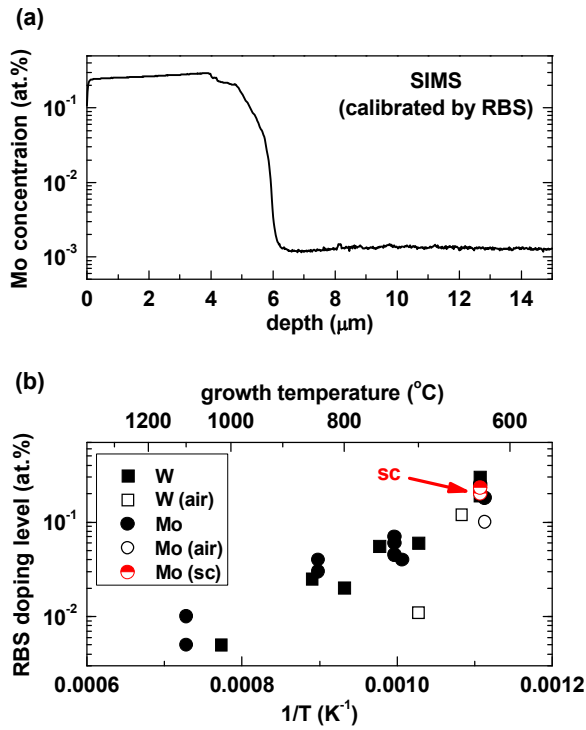 (a)
SIMS
(calibrated by RBS)
Mo concentraion (at.%)
10⁻¹
10⁻²
10⁻³
0 2 4 6 8 10 12 14
depth (μm)
(b)
growth temperature (°C)
1200 1000 800 600
RBS doping level (at.%)
W
W (air)
Mo
Mo (air)
Mo (sc)
sc
10⁻¹
10⁻²
0.0006 0.0008 0.0010 0.0012
1/T (K⁻¹)